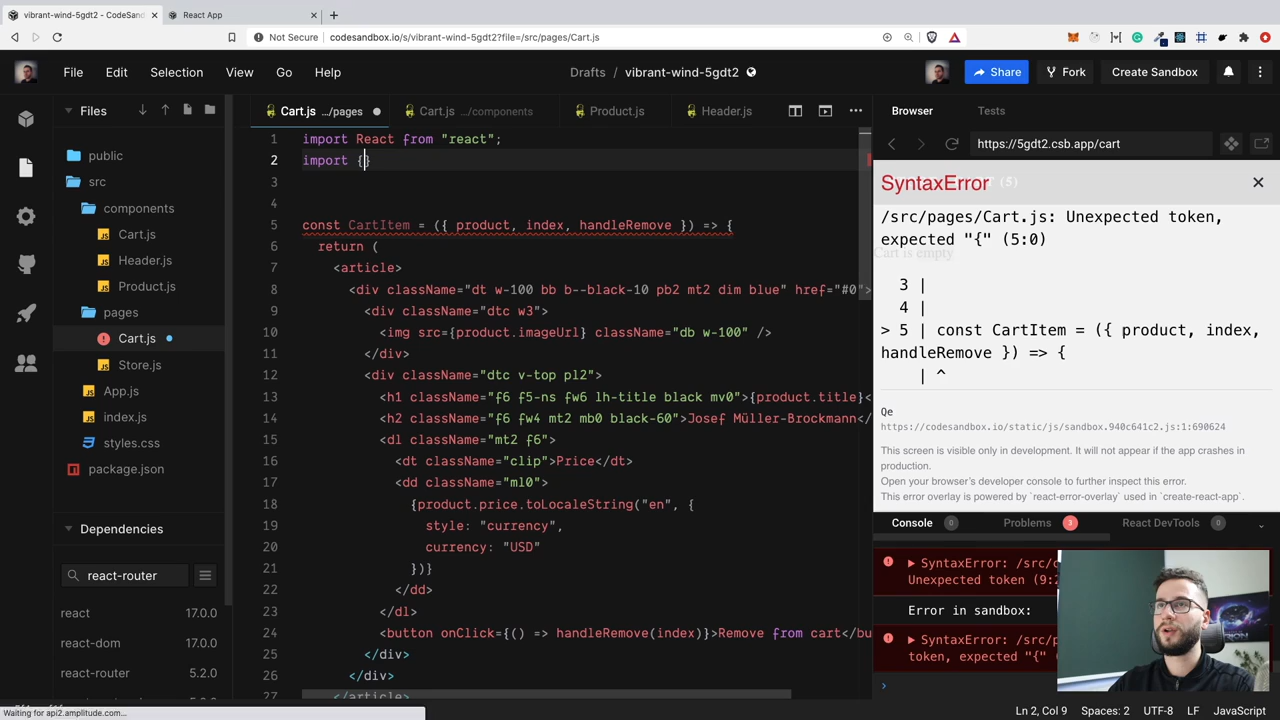 vibrant-wind-5gdt2 - CodeSand
React App
Not Secure
codesandbox.io/s/vibrant-wind-5gdt2?file=/src/pages/Cart.js
File Edit Selection View Go Help
Drafts / vibrant-wind-5gdt2
Share
Fork
Create Sandbox
Files
public
src
components
Cart.js
Header.js
Product.js
pages
Cart.js
Store.js
App.js
index.js
styles.css
package.json
Dependencies
react-router
react 17.0.0
react-dom 17.0.0
react-router 5.2.0
Waiting for api2.amplitude.com...
Cart.js .../pages
Cart.js .../components
Product.js
Header.js
1 import React from "react";
2 import {}
3
4
5 const CartItem = ({ product, index, handleRemove }) => {
6 return (
7 <article>
8 <div className="dt w-100 bb b--black-10 pb2 mt2 dim blue" href="#0"
9 <div className="dtc w3">
10 <img src={product.imageUrl} className="db w-100" />
11 </div>
12 <div className="dtc v-top pl2">
13 <h1 className="f6 f5-ns fw6 lh-title black mv0">{product.title}
14 <h2 className="f6 fw4 mt2 mb0 black-60">Josef Müller-Brockmann</
15 <dl className="mt2 f6">
16 <dt className="clip">Price</dt>
17 <dd className="ml0">
18 {product.price.toLocaleString("en", {
19 style: "currency",
20 currency: "USD"
21 })}
22 </dd>
23 </dl>
24 <button onClick={() => handleRemove(index)}>Remove from cart</bu
25 </div>
26 </div>
27 </article>
Browser
Tests
https://5gdt2.csb.app/cart
SyntaxError
(5)
/src/pages/Cart.js: Unexpected token,
expected "{" (5:0)
Cart is empty
3 |
4 |
> 5 | const CartItem = ({ product, index,
handleRemove }) => {
| ^
Qe
https://codesandbox.io/static/js/sandbox.940c641c2.js:1:690624
This screen is visible only in development. It will not appear if the app crashes in
production.
Open your browser's developer console to further inspect this error.
This error overlay is powered by `react-error-overlay` used in `create-react-app`.
Console 0
Problems 3
React DevTools 0
SyntaxError: /src/
Unexpected token (9:2
Error in sandbox:
SyntaxError: /src/p
token, expected "{" (
Ln 2, Col 9
Spaces: 2
UTF-8
LF
JavaScript